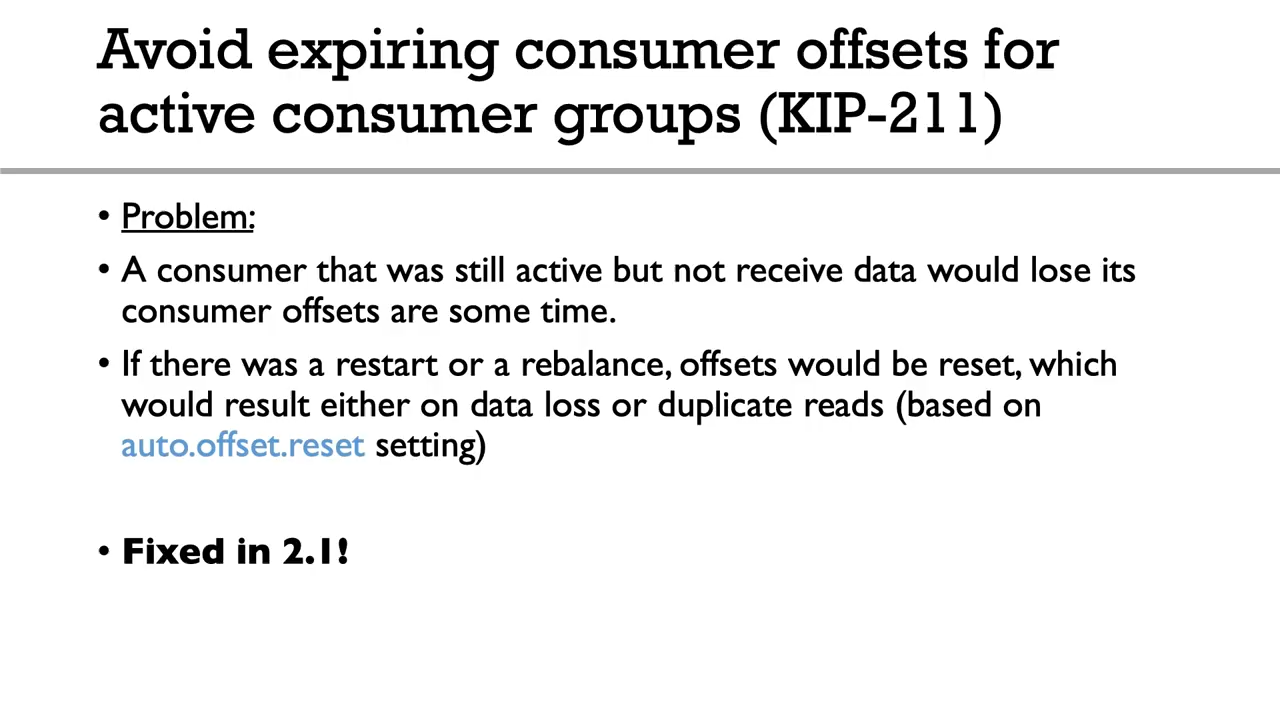 Avoid expiring consumer offsets for
active consumer groups (KIP-211)
• Problem:
• A consumer that was still active but not receive data would lose its
consumer offsets are some time.
• If there was a restart or a rebalance, offsets would be reset, which
would result either on data loss or duplicate reads (based on
auto.offset.reset setting)
• Fixed in 2.1!